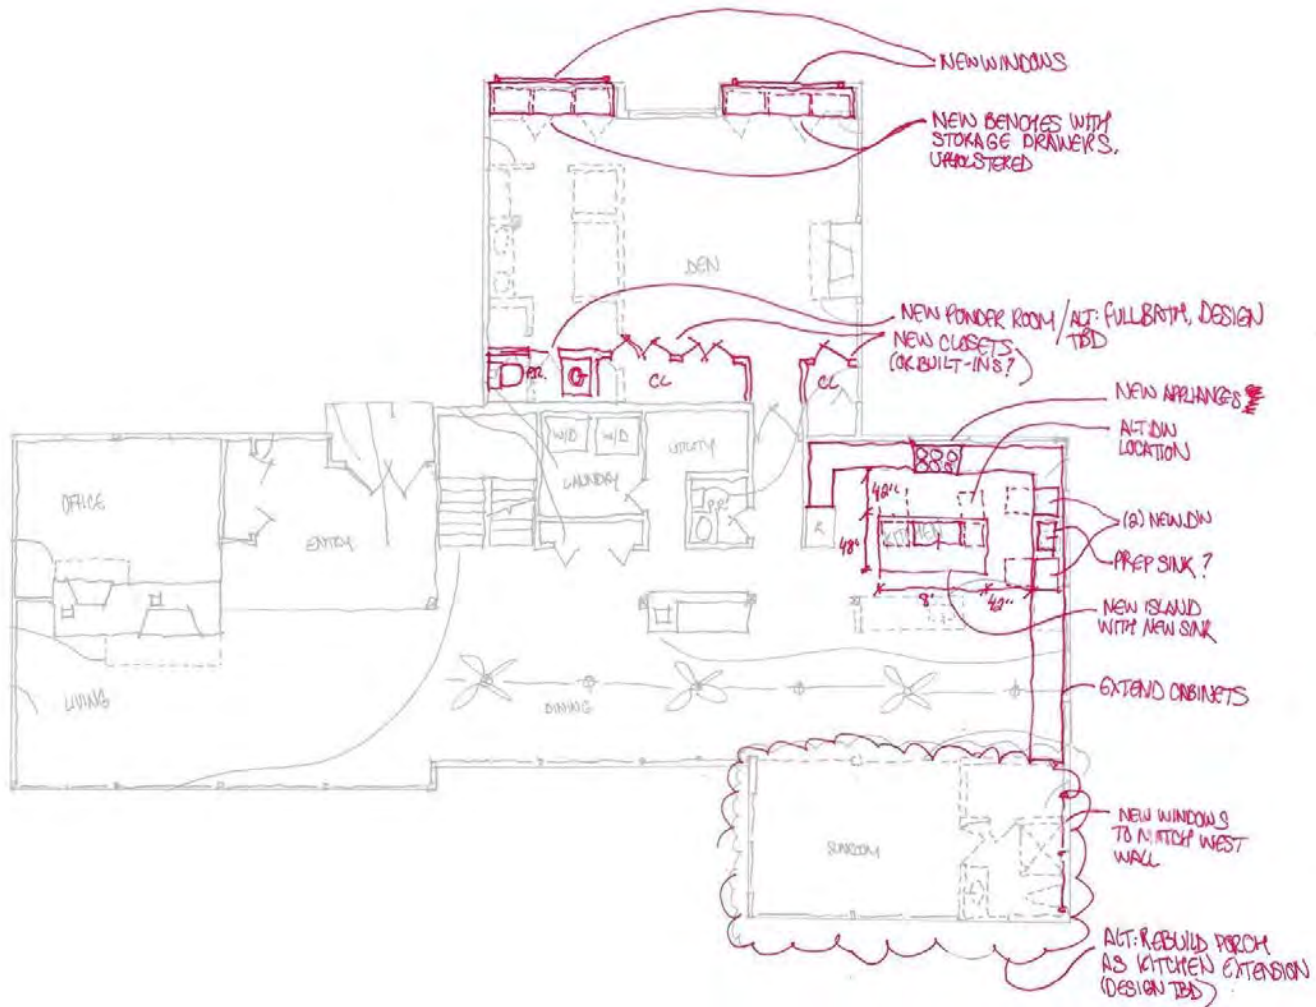 NEW WINDOWS
NEW BENCHES WITH
STORAGE DRAWERS,
UPHOLSTERED
DEN
NEW POWDER ROOM / ALT: FULL BATH, DESIGN
TBD
NEW CLOSETS
(OR BUILT-INS?)
P.R.
CL
CL
NEW APPLIANCES
ALT. DW
LOCATION
W/D
W/D
UTILITY
LAUNDRY
P.R.
OFFICE
ENTRY
42"
R
KITCHEN
48"
(2) NEW DW
PREP SINK?
8'
42"
NEW ISLAND
WITH NEW SINK
LIVING
DINING
EXTEND CABINETS
SUNROOM
NEW WINDOWS
TO MATCH WEST
WALL
ALT: REBUILD PORCH
AS KITCHEN EXTENSION
(DESIGN TBD)